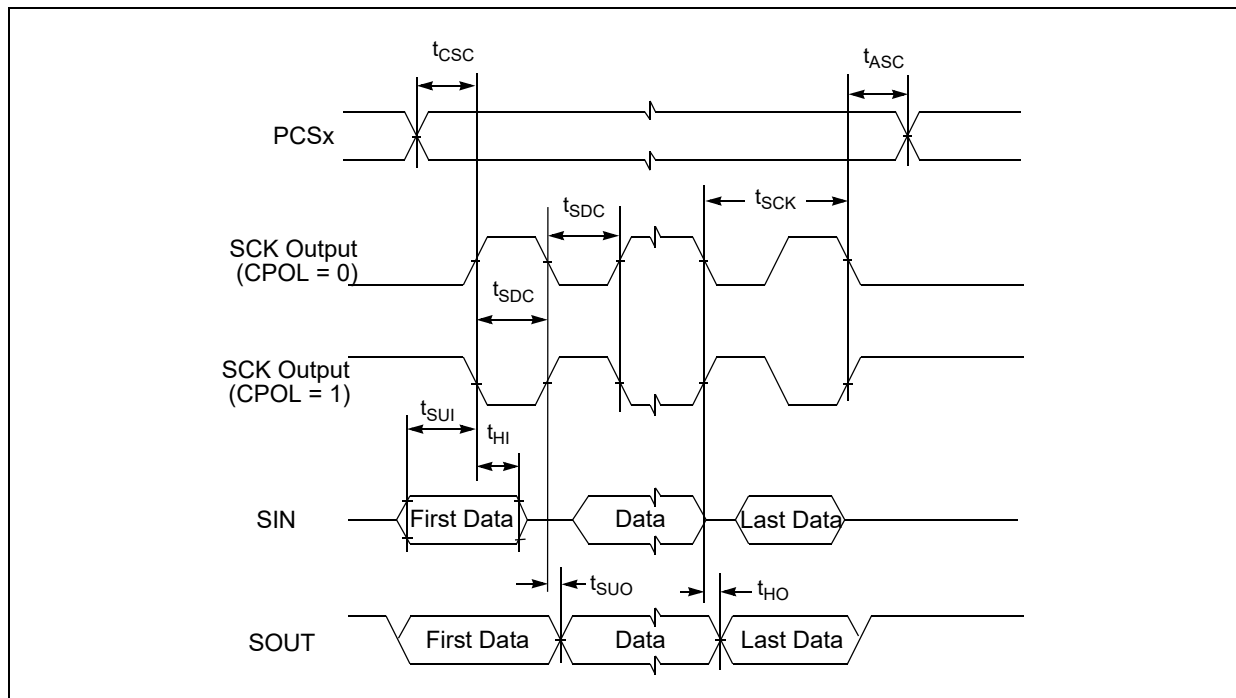 tCSC
tASC
PCSx
tSCK
tSDC
SCK Output
(CPOL = 0)
tSDC
SCK Output
(CPOL = 1)
tSUI
tHI
SIN
First Data
Data
Last Data
tSUO
tHO
SOUT
First Data
Data
Last Data